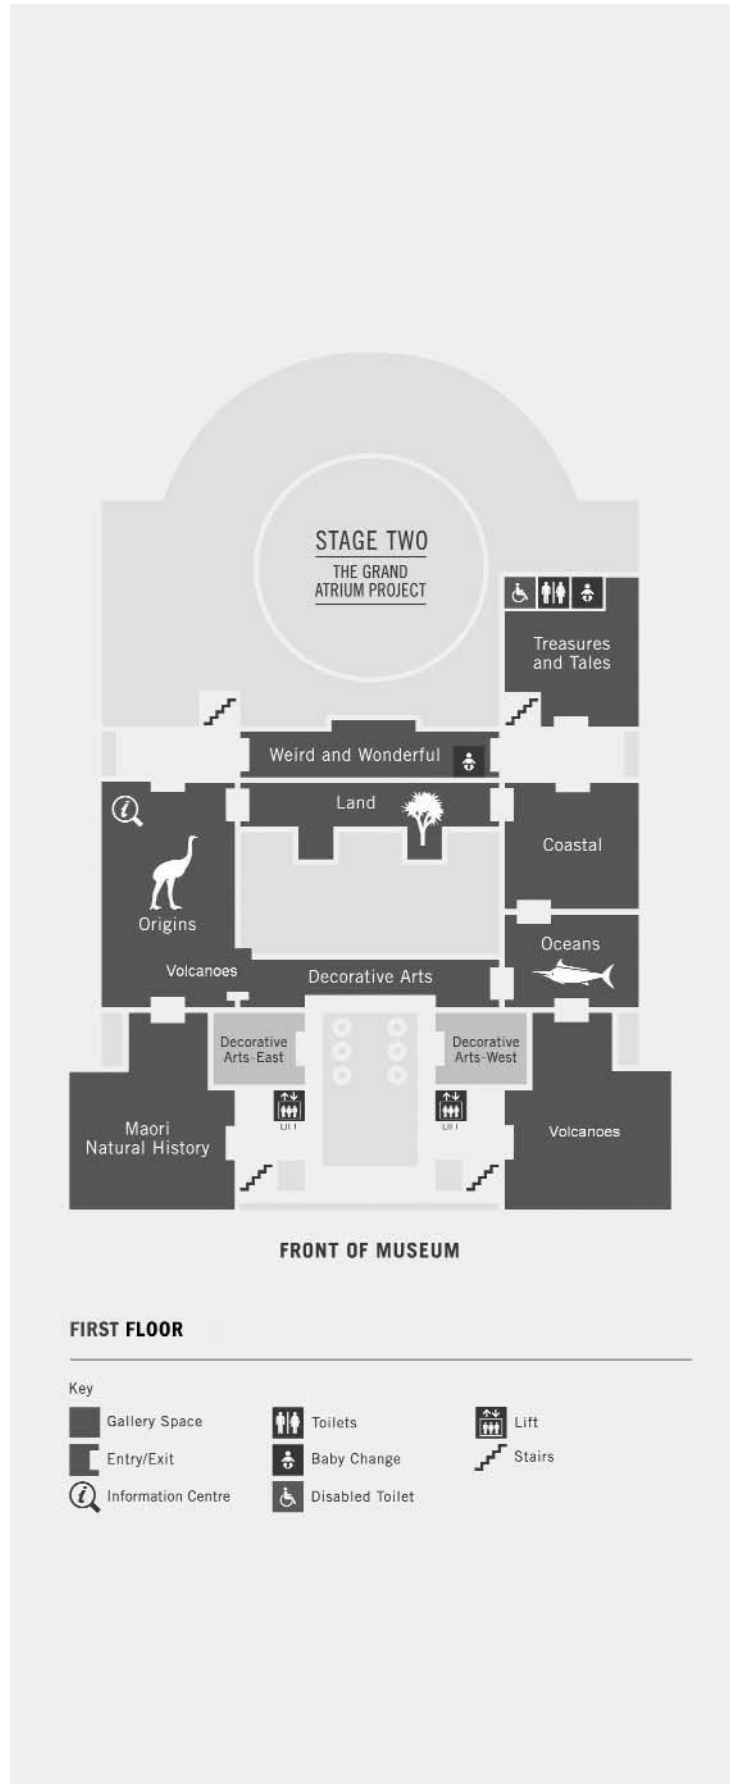 STAGE TWO
THE GRAND
ATRIUM PROJECT
Treasures
and Tales
Weird and Wonderful
Land
Coastal
Origins
Oceans
Volcanoes
Decorative Arts
Decorative
Arts-East
Decorative
Arts-West
Maori
Natural History
Volcanoes
FRONT OF MUSEUM
FIRST FLOOR
Key
Gallery Space
Toilets
Lift
Entry/Exit
Baby Change
Stairs
Information Centre
Disabled Toilet